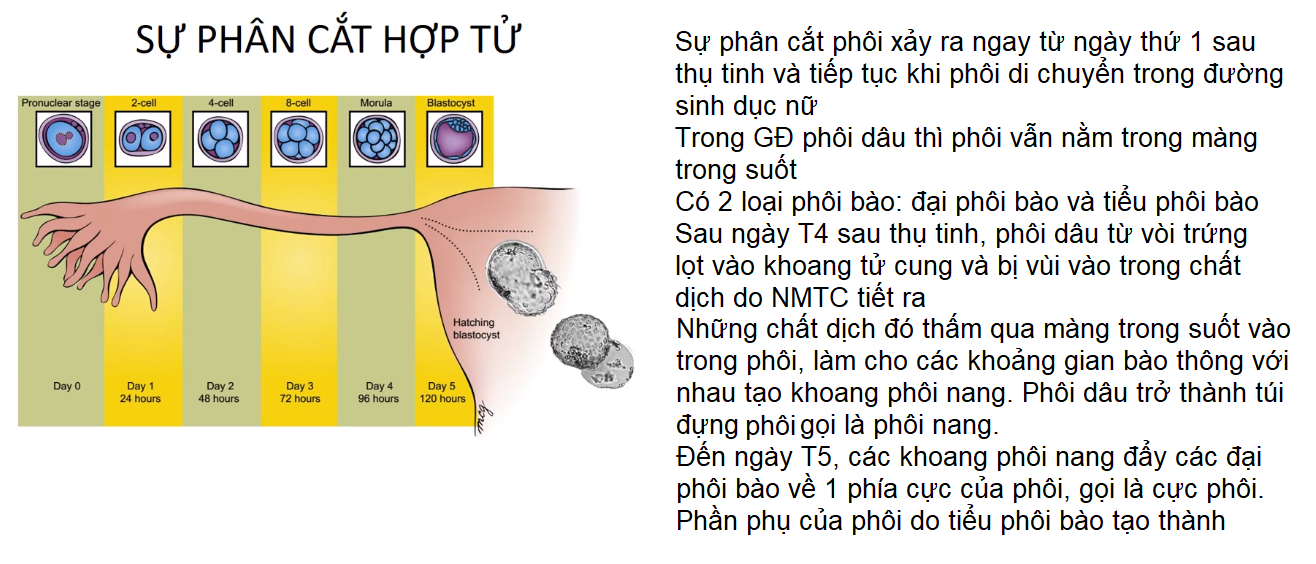 SỰ PHÂN CẮT HỢP TỬ
Pronuclear stage
2-cell
4-cell
8-cell
Morula
Blastocyst
Hatching
blastocyst
Day 0
Day 1
24 hours
Day 2
48 hours
Day 3
72 hours
Day 4
96 hours
Day 5
120 hours
mcg
Sự phân cắt phôi xảy ra ngay từ ngày thứ 1 sau
thụ tinh và tiếp tục khi phôi di chuyển trong đường
sinh dục nữ
Trong GĐ phôi dâu thì phôi vẫn nằm trong màng
trong suốt
Có 2 loại phôi bào: đại phôi bào và tiểu phôi bào
Sau ngày T4 sau thụ tinh, phôi dâu từ vòi trứng
lọt vào khoang tử cung và bị vùi vào trong chất
dịch do NMTC tiết ra
Những chất dịch đó thấm qua màng trong suốt vào
trong phôi, làm cho các khoảng gian bào thông với
nhau tạo khoang phôi nang. Phôi dâu trở thành túi
đựng phôi gọi là phôi nang.
Đến ngày T5, các khoang phôi nang đẩy các đại
phôi bào về 1 phía cực của phôi, gọi là cực phôi.
Phần phụ của phôi do tiểu phôi bào tạo thành